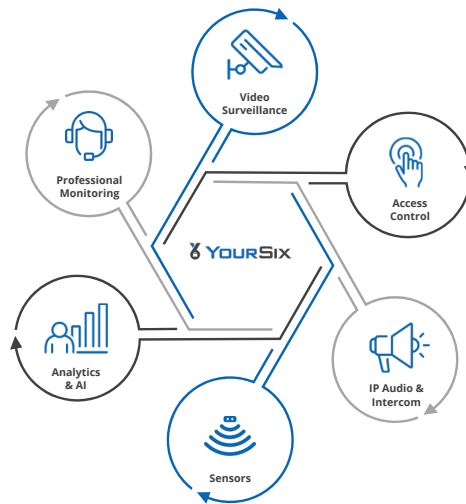 Video
Surveillance
Professional
Monitoring
Access
Control
YourSix
Analytics
& AI
IP Audio &
Intercom
Sensors